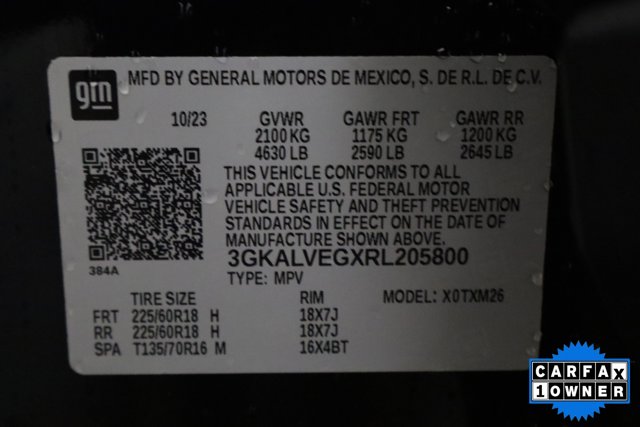 gm MFD BY GENERAL MOTORS DE MEXICO, S. DE R.L. DE C.V.
10/23 GVWR GAWR FRT GAWR RR
2100 KG 1175 KG 1200 KG
4630 LB 2590 LB 2645 LB
THIS VEHICLE CONFORMS TO ALL
APPLICABLE U.S. FEDERAL MOTOR
VEHICLE SAFETY AND THEFT PREVENTION
STANDARDS IN EFFECT ON THE DATE OF
MANUFACTURE SHOWN ABOVE.
384A 3GKALVEGXRL205800
TYPE: MPV
TIRE SIZE RIM MODEL: X0TXM26
FRT 225/60R18 H 18X7J
RR 225/60R18 H 18X7J
SPA T135/70R16 M 16X4BT
CARFAX
1 OWNER